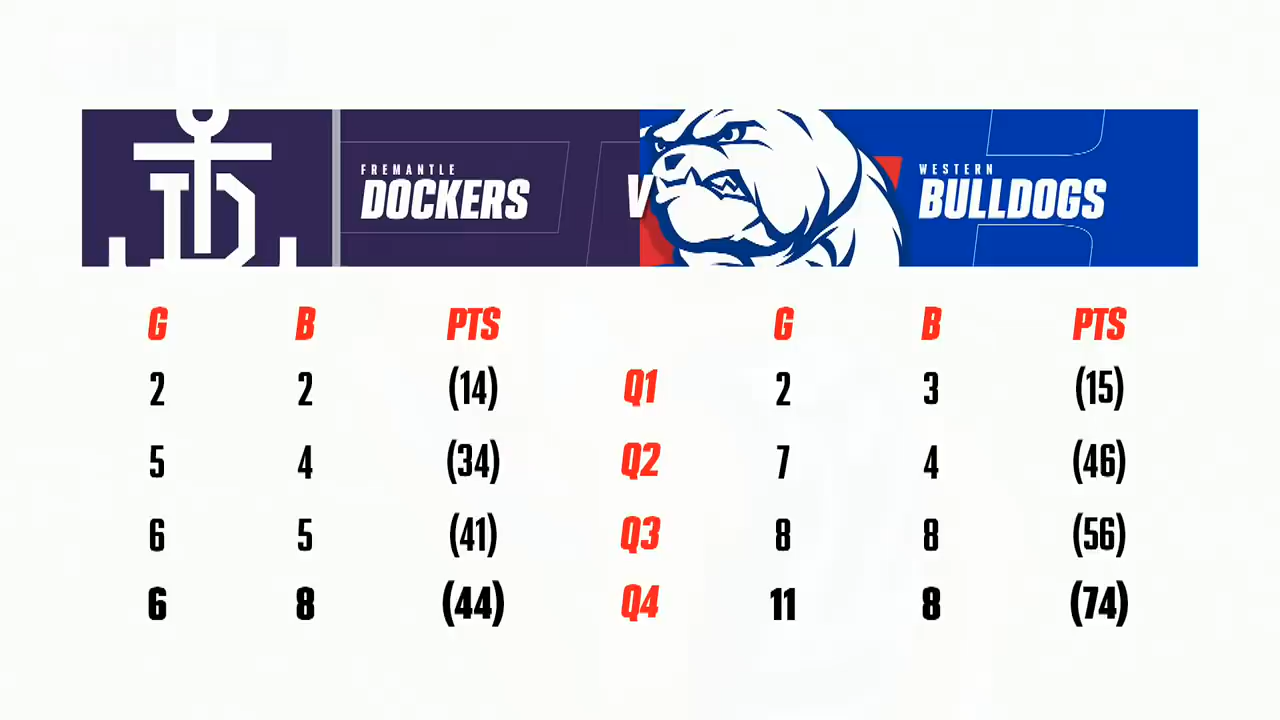 FREMANTLE
DOCKERS
V
WESTERN
BULLDOGS
G B PTS G B PTS
2 2 (14) Q1 2 3 (15)
5 4 (34) Q2 7 4 (46)
6 5 (41) Q3 8 8 (56)
6 8 (44) Q4 11 8 (74)